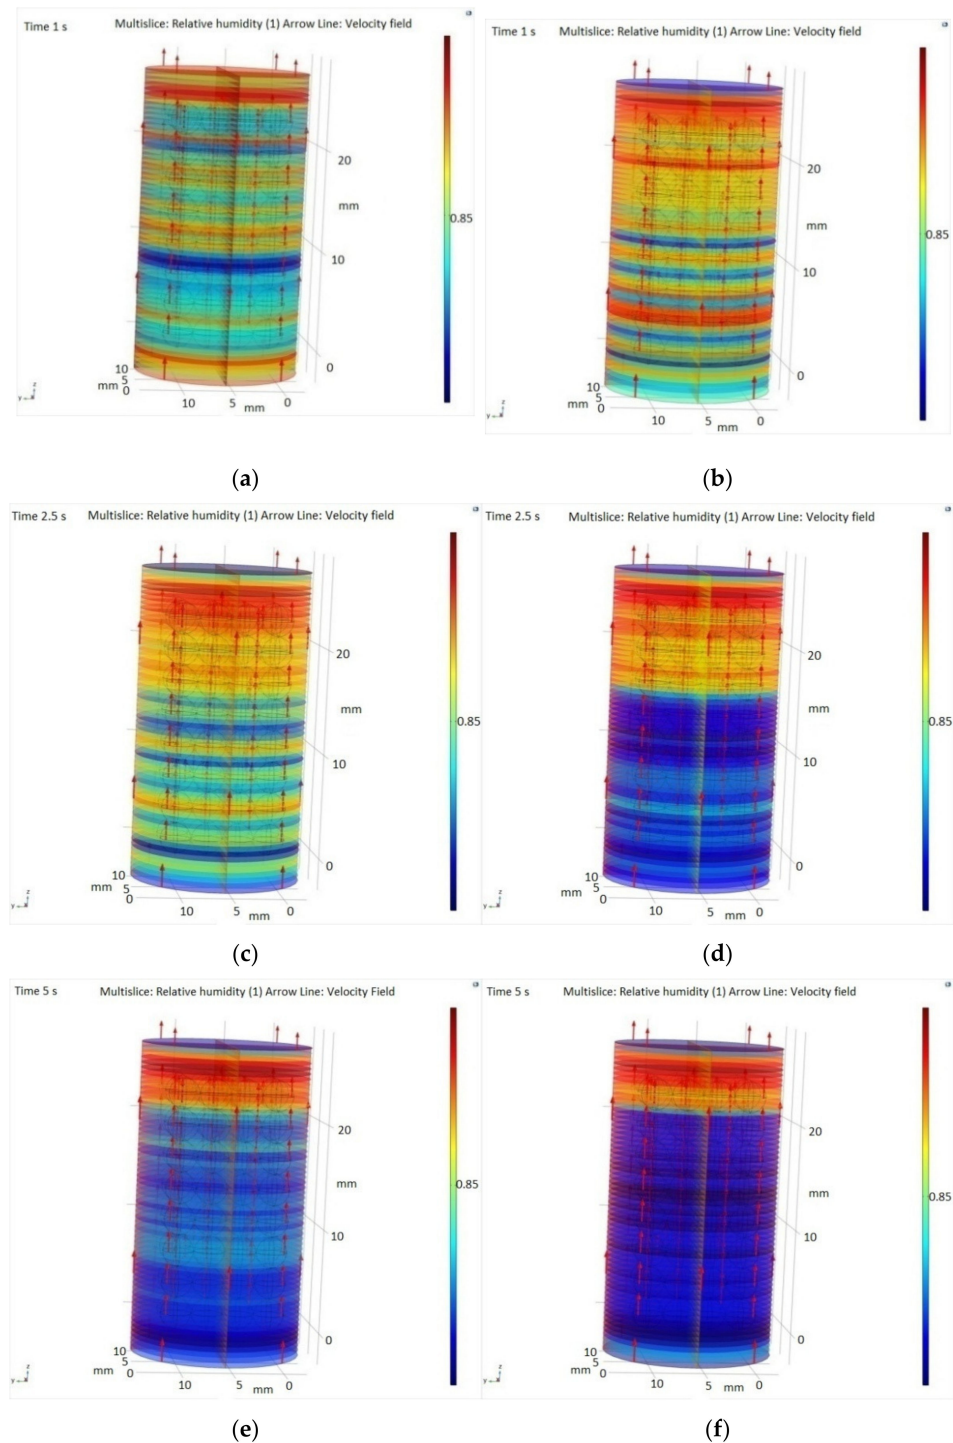 Time 1 s Multislice: Relative humidity (1) Arrow Line: Velocity field
0.85
20
mm
10
0
10
mm 5
0
10 5 mm 0
y z
(a)
Time 1 s Multislice: Relative humidity (1) Arrow Line: Velocity field
0.85
20
mm
10
0
10
mm 5
0
10 5 mm 0
y z
(b)
Time 2.5 s Multislice: Relative humidity (1) Arrow Line: Velocity field
0.85
20
mm
10
0
10
mm 5
0
10 5 mm 0
y z
(c)
Time 2.5 s Multislice: Relative humidity (1) Arrow Line: Velocity field
0.85
20
mm
10
0
10
mm 5
0
10 5 mm 0
y z
(d)
Time 5 s Multislice: Relative humidity (1) Arrow Line: Velocity Field
0.85
20
mm
10
0
10
mm 5
0
10 5 mm 0
y z
(e)
Time 5 s Multislice: Relative humidity (1) Arrow Line: Velocity field
0.85
20
mm
10
0
10
mm 5
0
10 5 mm 0
y z
(f)